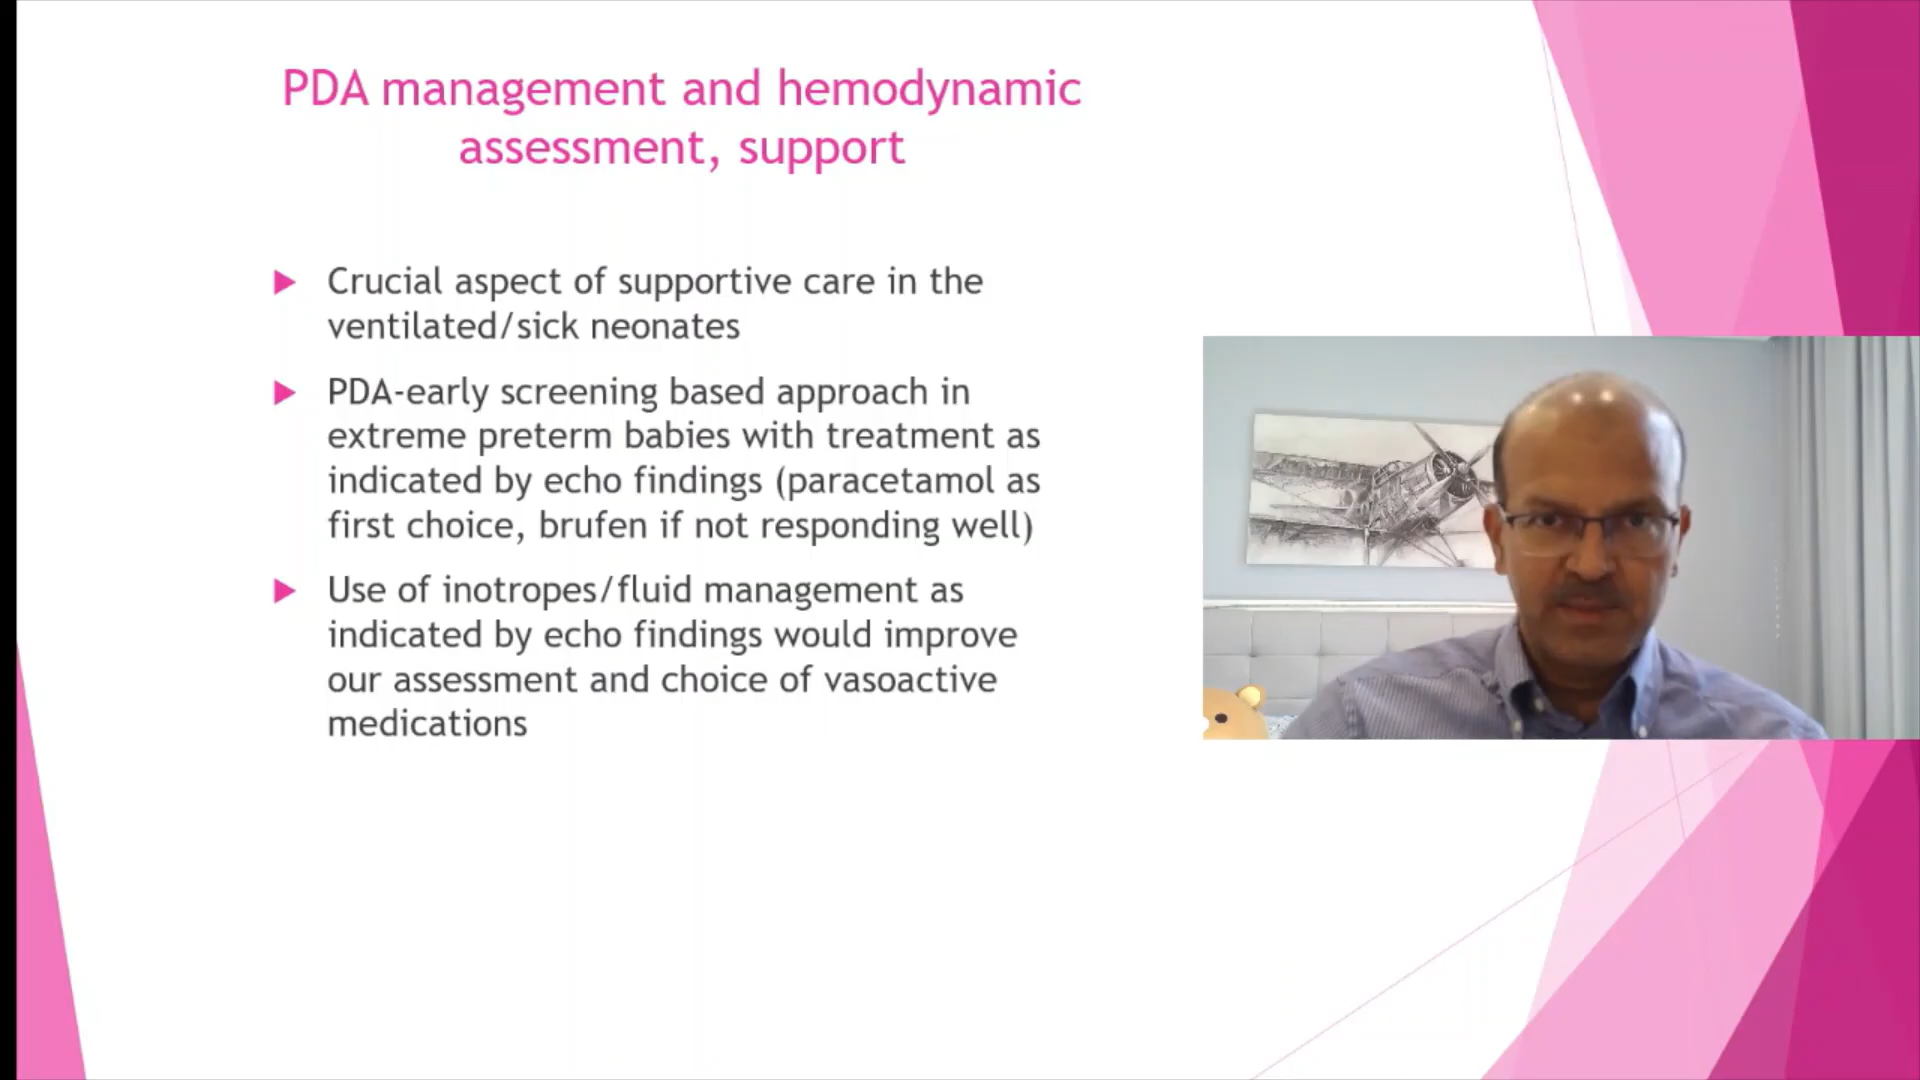 PDA management and hemodynamic
assessment, support
Crucial aspect of supportive care in the
ventilated/sick neonates
PDA-early screening based approach in
extreme preterm babies with treatment as
indicated by echo findings (paracetamol as
first choice, brufen if not responding well)
Use of inotropes/fluid management as
indicated by echo findings would improve
our assessment and choice of vasoactive
medications